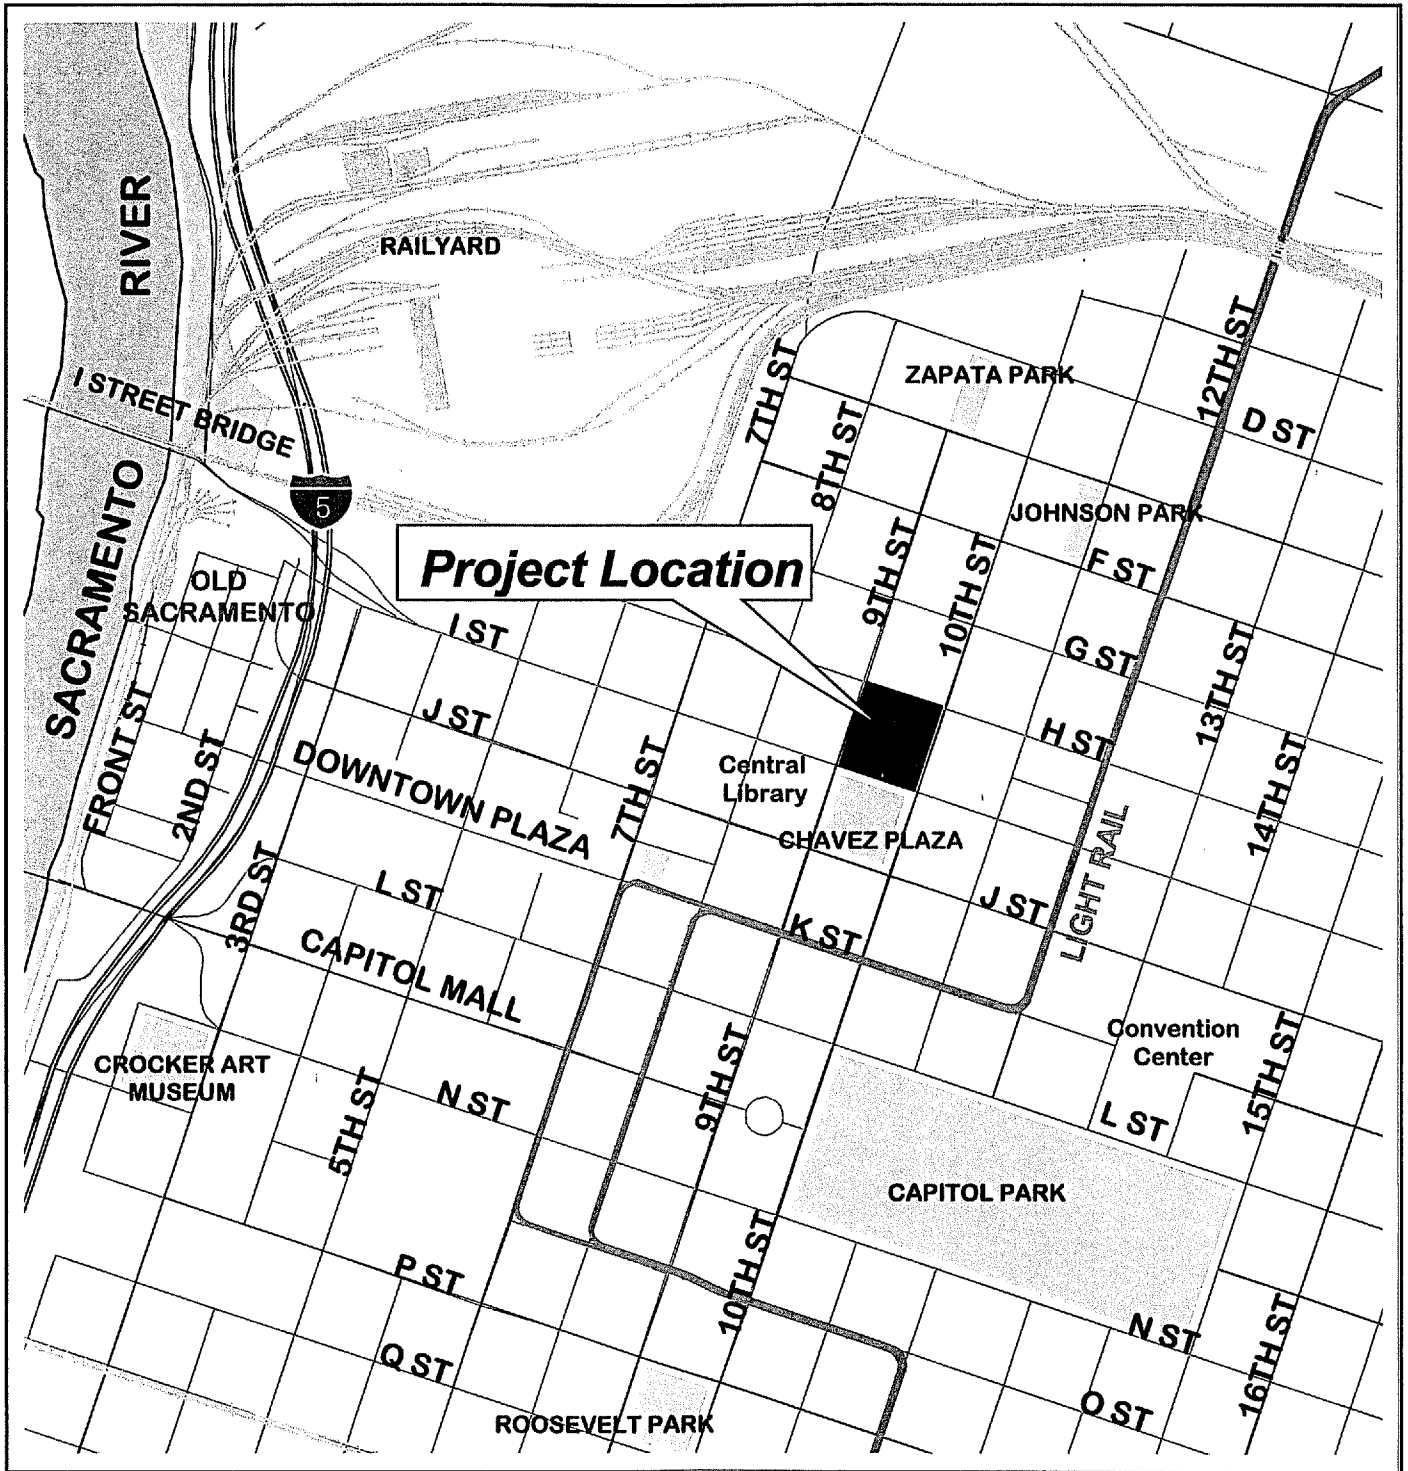 RIVER
RAILYARD
12TH ST
7TH ST
ZAPATA PARK
I STREET BRIDGE
8TH ST
D ST
SACRAMENTO
5
JOHNSON PARK
9TH ST
10TH ST
F ST
Project Location
OLD
SACRAMENTO
I ST
G ST
13TH ST
J ST
H ST
FRONT ST
2ND ST
DOWNTOWN PLAZA
7TH ST
Central
Library
14TH ST
CHAVEZ PLAZA
LIGHT RAIL
3RD ST
L ST
J ST
K ST
CAPITOL MALL
Convention
Center
15TH ST
CROCKER ART
MUSEUM
5TH ST
N ST
9TH ST
L ST
CAPITOL PARK
10TH ST
P ST
N ST
16TH ST
Q ST
O ST
ROOSEVELT PARK